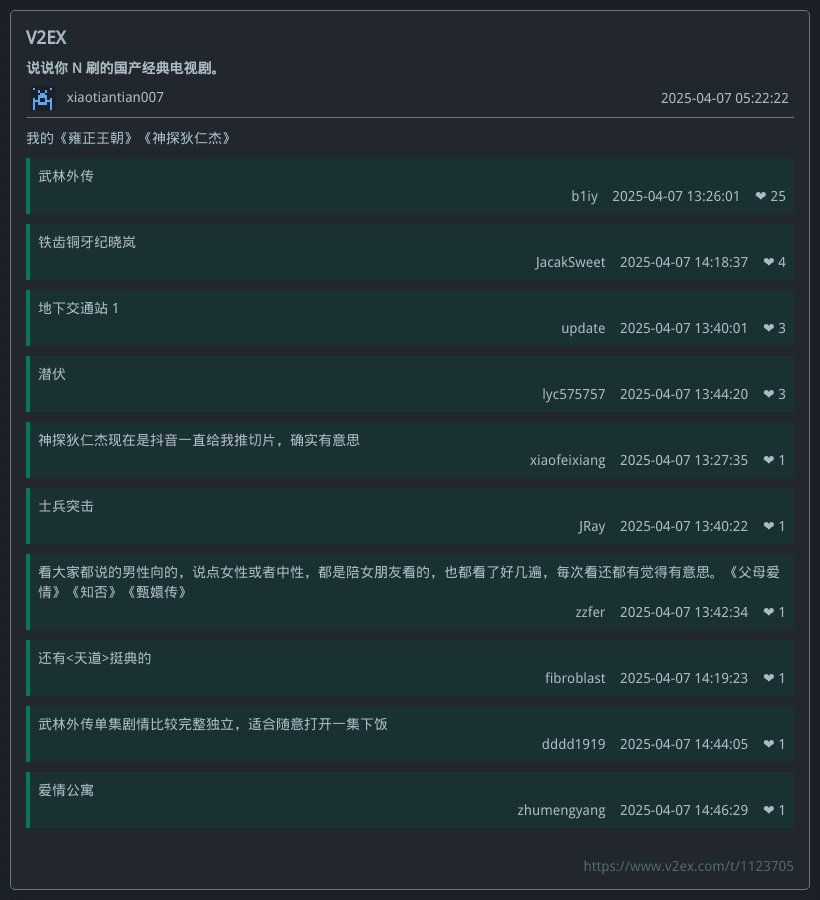 V2EX
说说你 N 刷的国产经典电视剧。
xiaotiantian007 2025-04-07 05:22:22
我的《雍正王朝》《神探狄仁杰》
武林外传
b1iy 2025-04-07 13:26:01 ❤ 25
铁齿铜牙纪晓岚
JacakSweet 2025-04-07 14:18:37 ❤ 4
地下交通站 1
update 2025-04-07 13:40:01 ❤ 3
潜伏
lyc575757 2025-04-07 13:44:20 ❤ 3
神探狄仁杰现在是抖音一直给我推切片，确实有意思
xiaofeixiang 2025-04-07 13:27:35 ❤ 1
士兵突击
JRay 2025-04-07 13:40:22 ❤ 1
看大家都说的男性向的，说点女性或者中性，都是陪女朋友看的，也都看了好几遍，每次看还都有觉得有意思。《父母爱
情》《知否》《甄嬛传》
zzfer 2025-04-07 13:42:34 ❤ 1
还有<天道>挺典的
fibroblast 2025-04-07 14:19:23 ❤ 1
武林外传单集剧情比较完整独立，适合随意打开一集下饭
dddd1919 2025-04-07 14:44:05 ❤ 1
爱情公寓
zhumengyang 2025-04-07 14:46:29 ❤ 1
https://www.v2ex.com/t/1123705